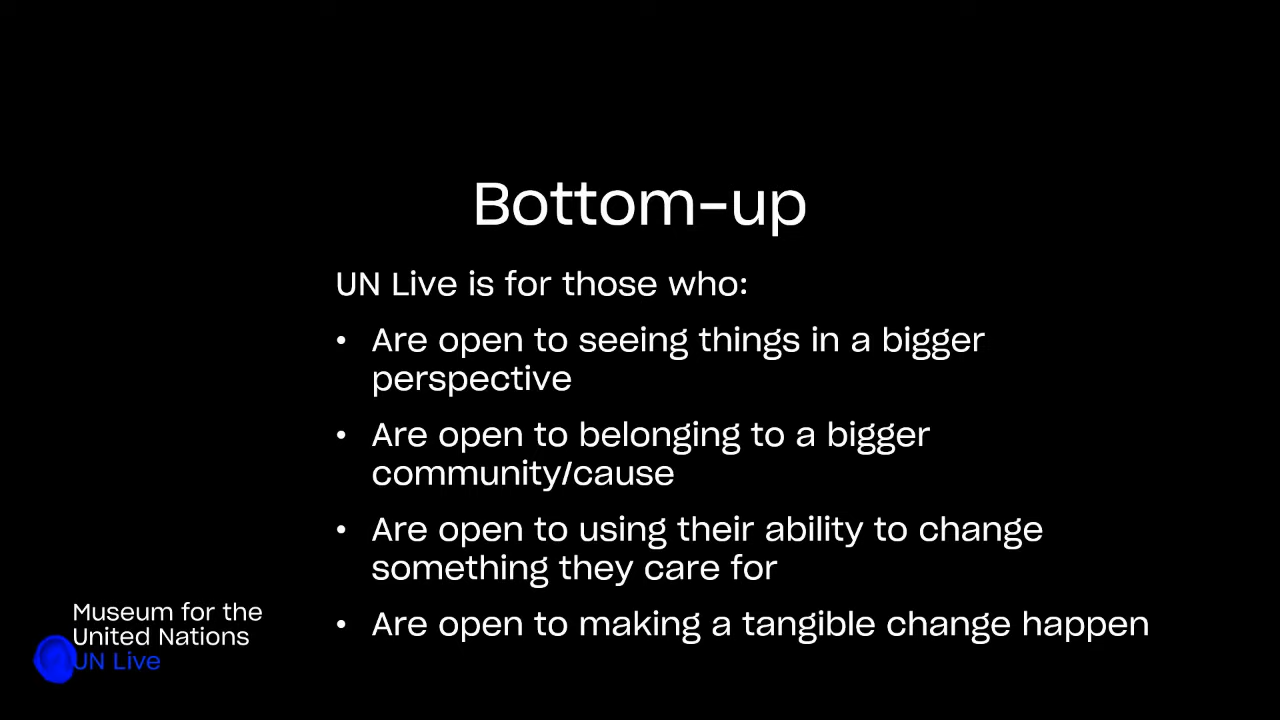 Bottom-up
UN Live is for those who:
• Are open to seeing things in a bigger
perspective
• Are open to belonging to a bigger
community/cause
• Are open to using their ability to change
something they care for
• Are open to making a tangible change happen
Museum for the
United Nations
UN Live